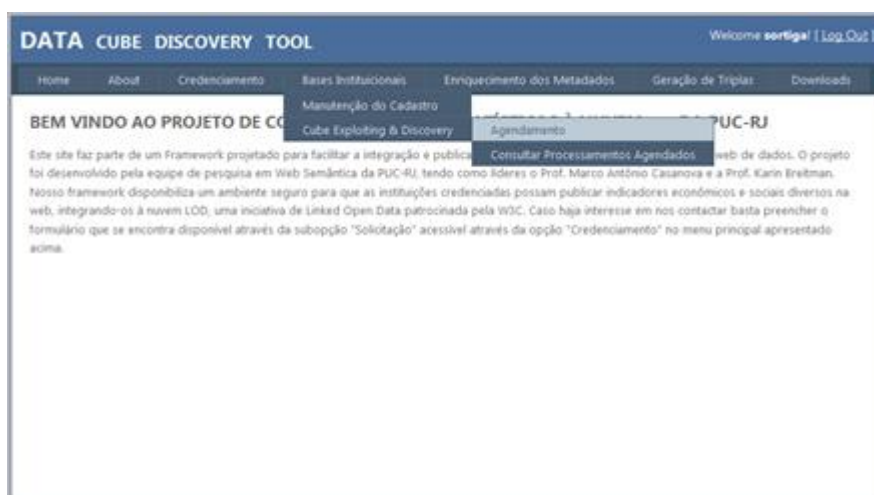 DATA CUBE DISCOVERY TOOL
Welcome sortiga! [ Log Out ]
Home About Credenciamento Bases Instituicionais Enriquecimento dos Metadados Geração de Triplas Downloads
Manutenção do Cadastro
Cube Exploiting & Discovery
Agendamento
Consultar Processamentos Agendados
BEM VINDO AO PROJETO DE PUC-RJ
Este site faz parte de um Framework projetado para facilitar a integração e publica web de dados. O projeto
foi desenvolvido pela equipe de pesquisa em Web Semântica da PUC-RJ, tendo como líderes o Prof. Marco Antônio Casanova e a Prof. Karin Breitman.
Nosso framework disponibiliza um ambiente seguro para que as instituições credenciadas possam publicar indicadores econômicos e sociais diversos na
web, integrando-os à nuvem LOD, uma iniciativa de Linked Open Data patrocinada pela W3C. Caso haja interesse em nos contactar basta preencher o
formulário que se encontra disponível através da subopção "Solicitação" acessível através da opção "Credenciamento" no menu principal apresentado
acima.